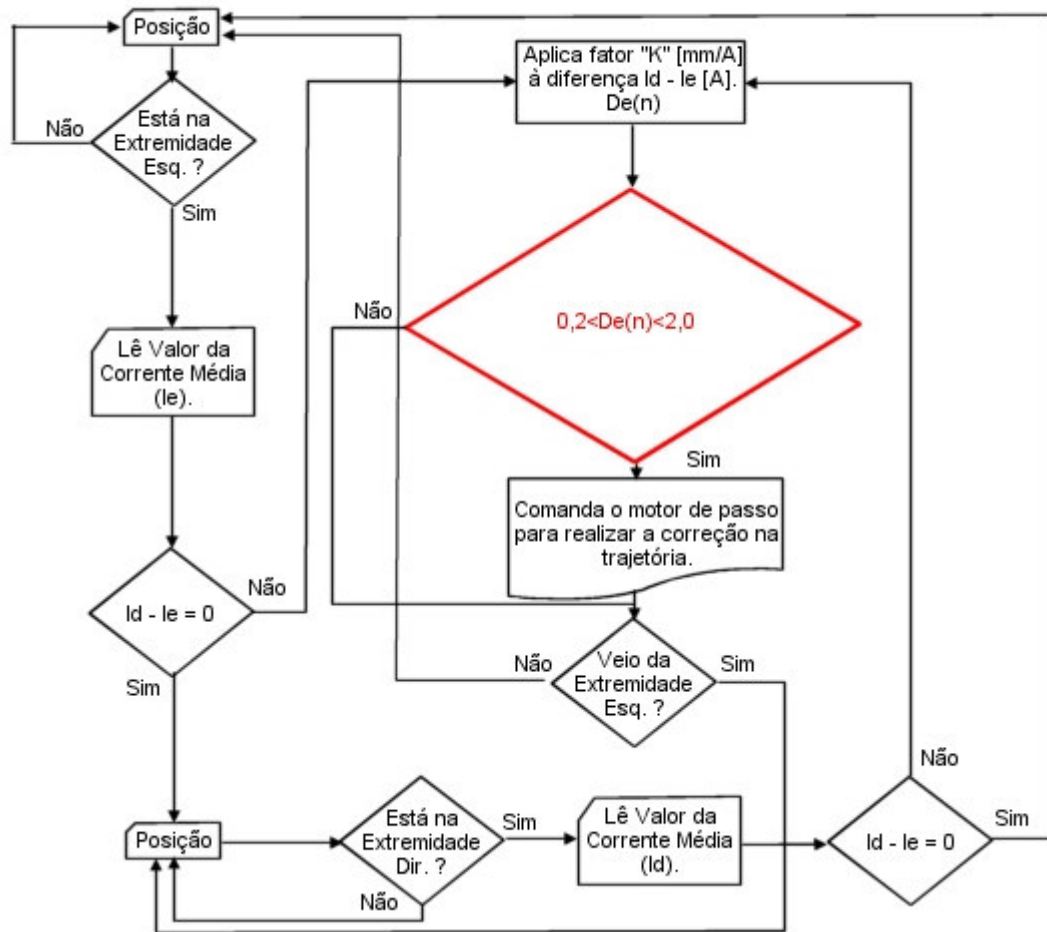 Posição
Está na
Extremidade
Esq. ?
Não
Sim
Lê Valor da
Corrente Média
(Ie).
Id - Ie = 0
Não
Sim
Aplica fator "K" [mm/A]
à diferença Id - Ie [A].
De(n)
0,2<De(n)<2,0
Não
Sim
Comanda o motor de passo
para realizar a correção na
trajetória.
Veio da
Extremidade
Esq. ?
Não
Sim
Posição
Está na
Extremidade
Dir. ?
Sim
Não
Lê Valor da
Corrente Média
(Id).
Id - Ie = 0
Não
Sim